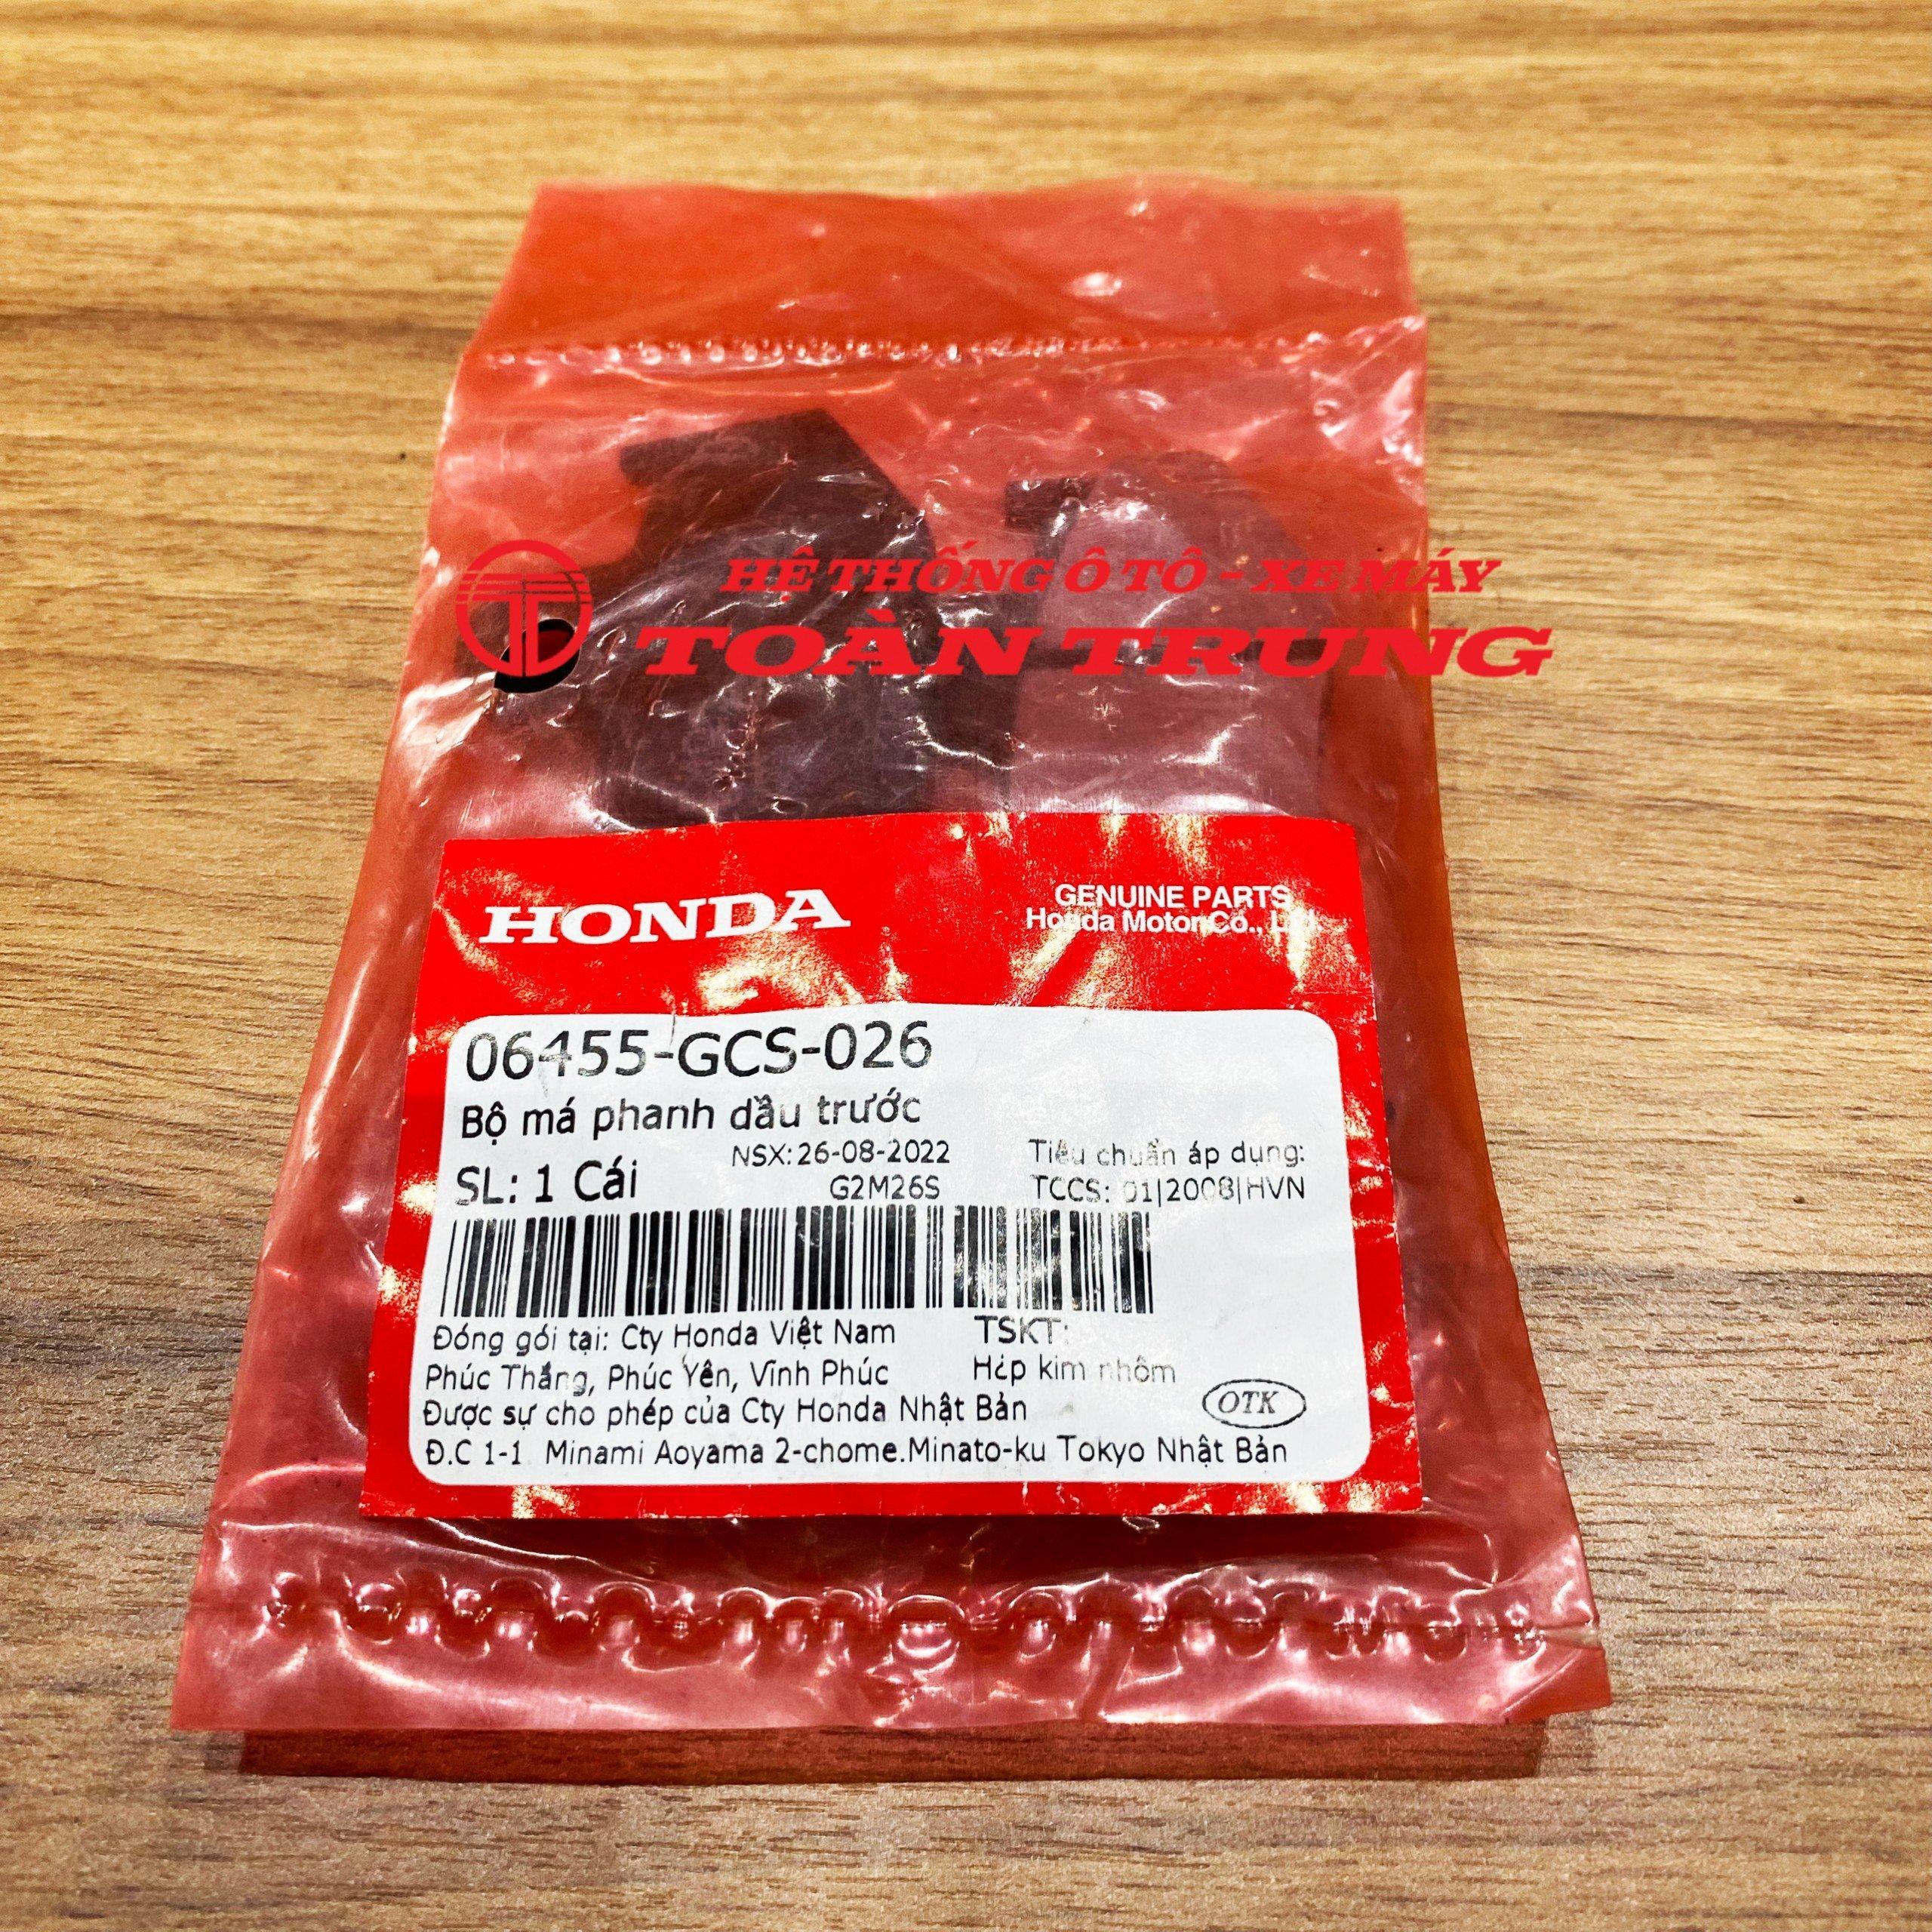 HỆ THỐNG Ô TÔ - XE MÁY
TOÀN TRUNG
HONDA
GENUINE PARTS
Honda Motor Co., Ltd.
06455-GCS-026
Bộ má phanh dầu trước
NSX: 26-08-2022
Tiêu chuẩn áp dụng:
SL: 1 Cái
G2M26S
TCCS: 01|2008|HVN
Đóng gói tại: Cty Honda Việt Nam
TSKT:
Phúc Thắng, Phúc Yên, Vĩnh Phúc
Hợp kim nhôm
Được sự cho phép của Cty Honda Nhật Bản
OTK
Đ.C 1-1 Minami Aoyama 2-chome.Minato-ku Tokyo Nhật Bản